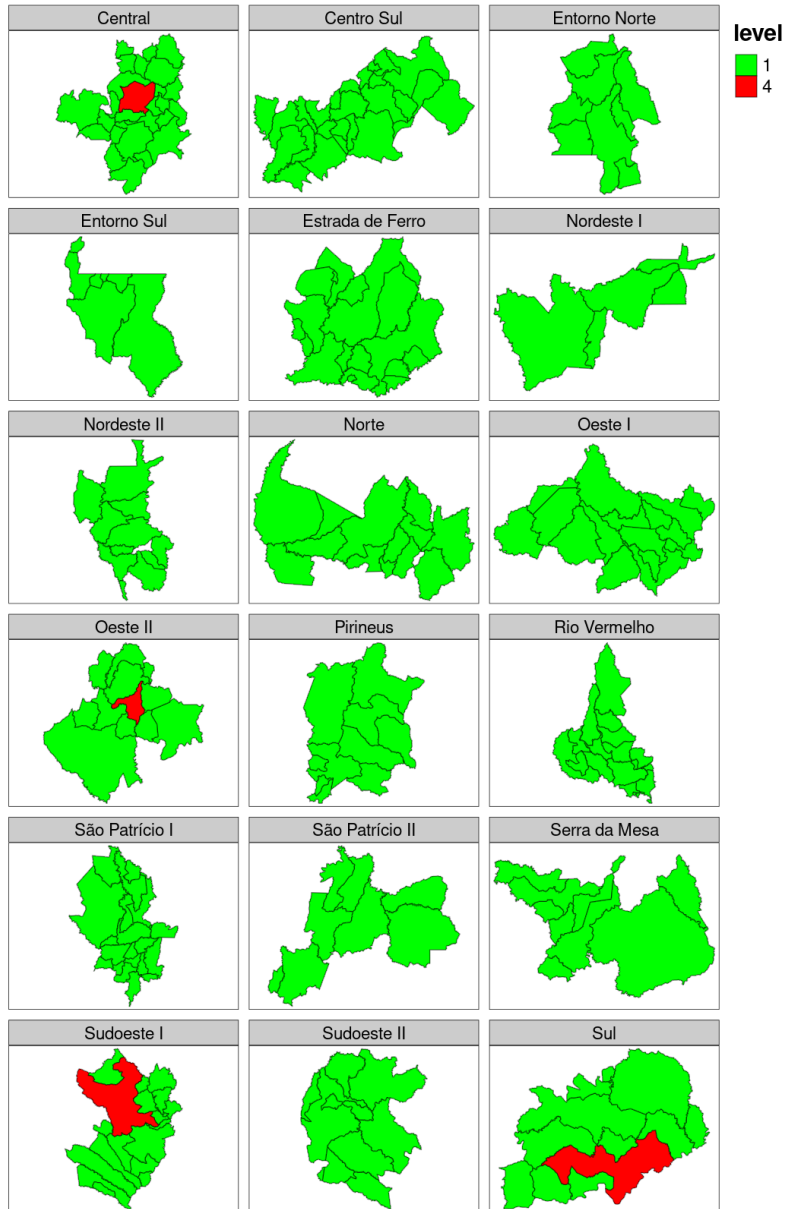 Central
Centro Sul
Entorno Norte
level
1
4
Entorno Sul
Estrada de Ferro
Nordeste I
Nordeste II
Norte
Oeste I
Oeste II
Pirineus
Rio Vermelho
São Patrício I
São Patrício II
Serra da Mesa
Sudoeste I
Sudoeste II
Sul